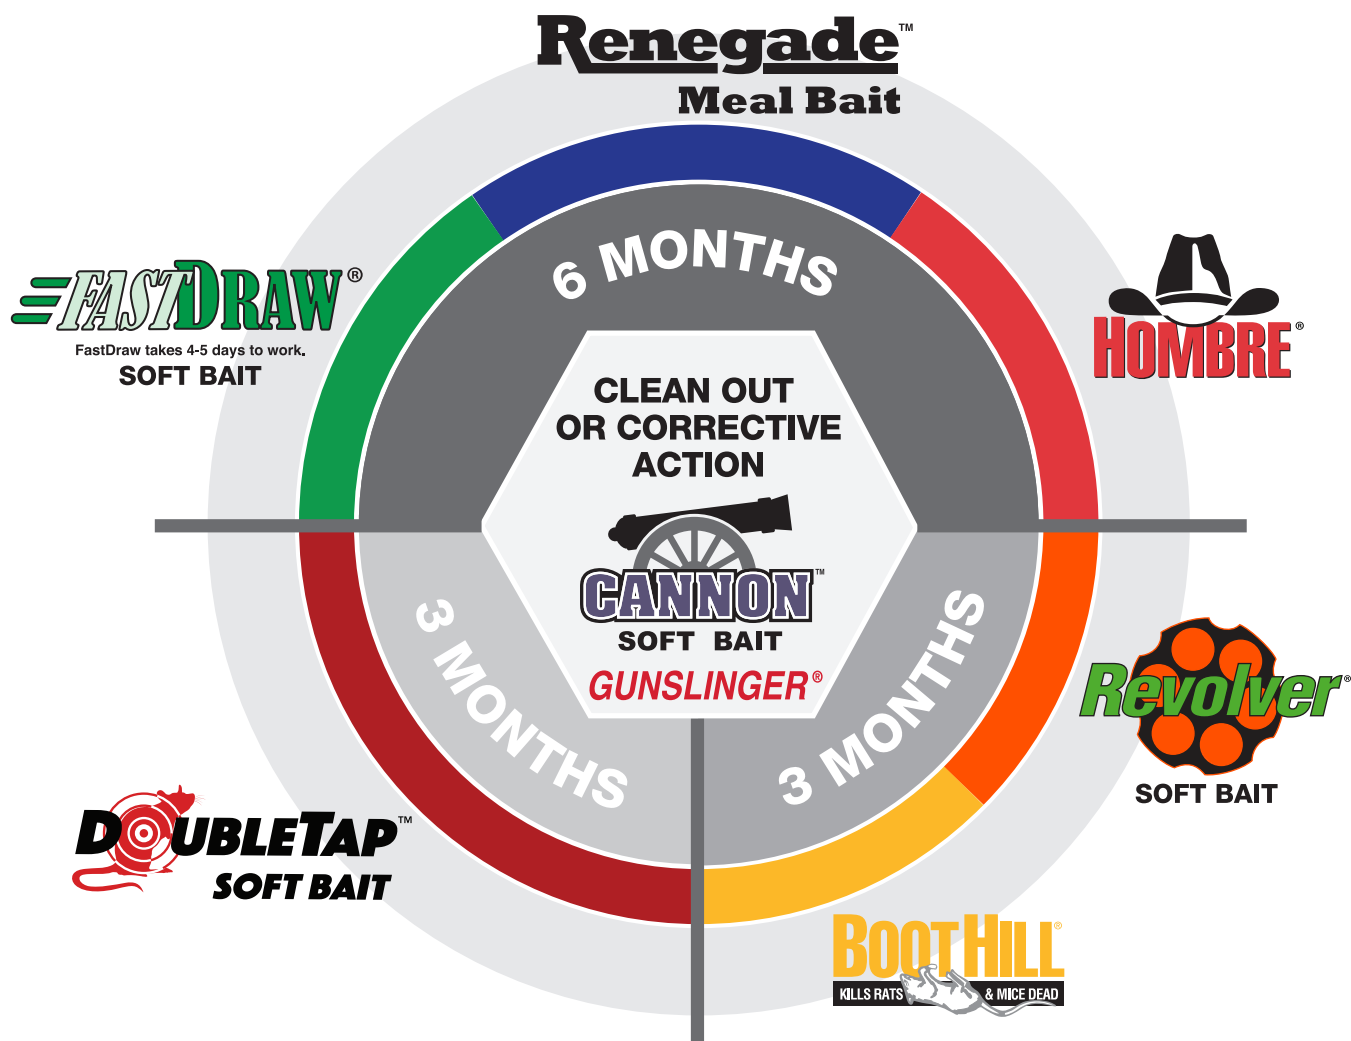 Renegade™
Meal Bait
6 MONTHS
FASTDRAW®
FastDraw takes 4-5 days to work.
SOFT BAIT
HOMBRE®
CLEAN OUT
OR CORRECTIVE
ACTION
CANNON™
SOFT BAIT
GUNSLINGER®
3 MONTHS
3 MONTHS
Revolver®
SOFT BAIT
DOUBLETAP™
SOFT BAIT
BOOT HILL®
KILLS RATS & MICE DEAD